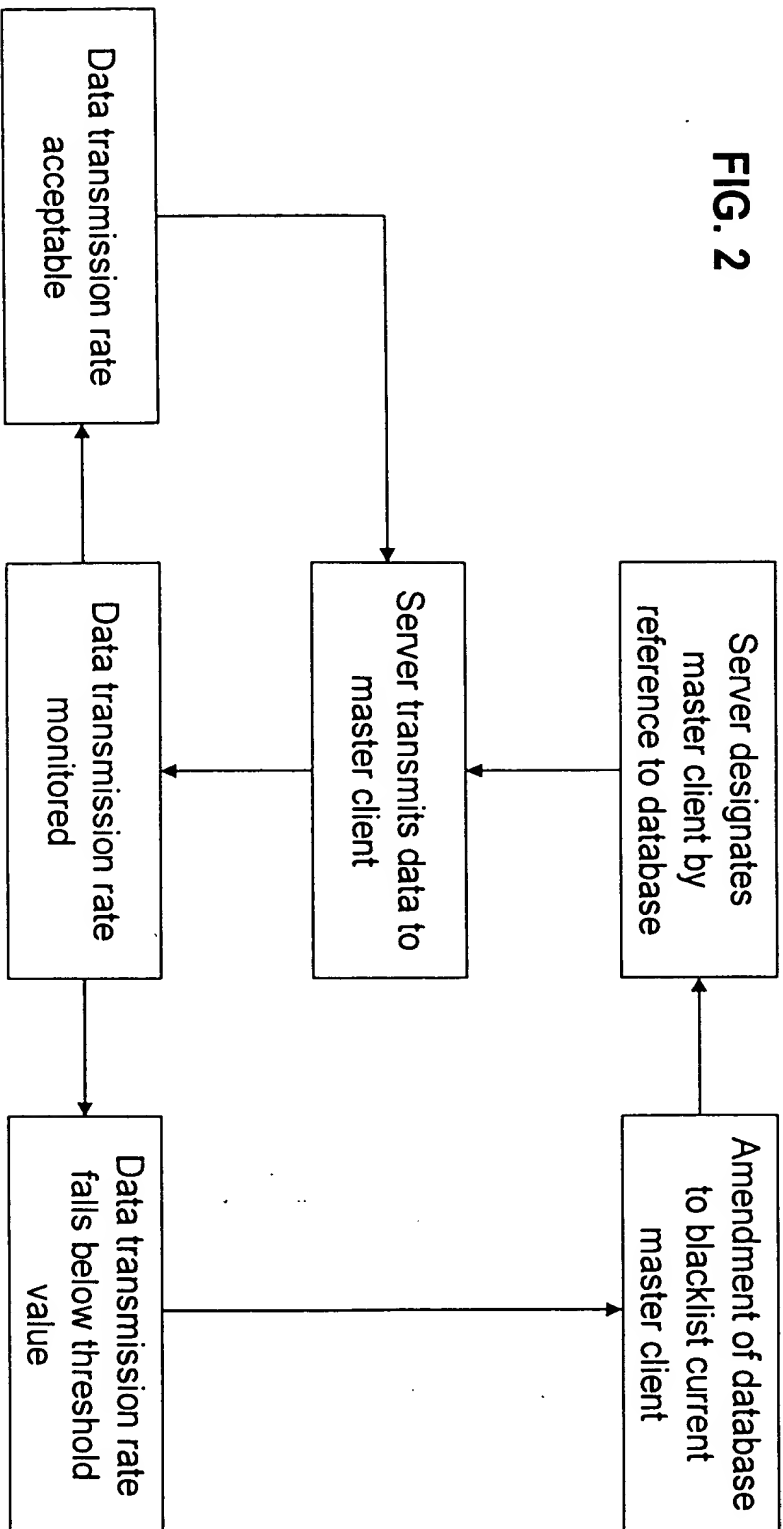 FIG. 2
Server designates
master client by
reference to database
Amendment of database
to blacklist current
master client
Server transmits data to
master client
Data transmission rate
acceptable
Data transmission rate
monitored
Data transmission rate
falls below threshold
value